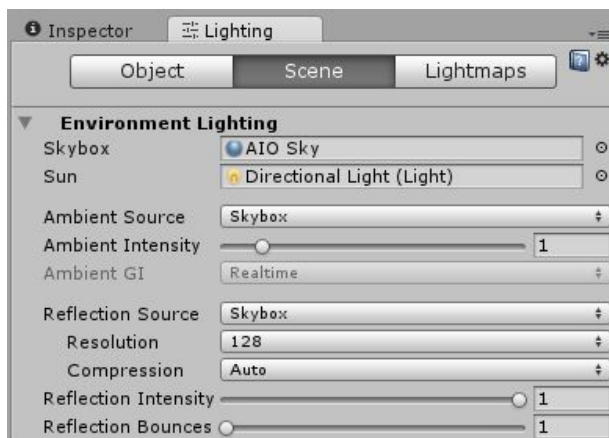 Inspector Lighting
Object Scene Lightmaps
Environment Lighting
Skybox AIO Sky
Sun Directional Light (Light)
Ambient Source Skybox
Ambient Intensity 1
Ambient GI Realtime
Reflection Source Skybox
Resolution 128
Compression Auto
Reflection Intensity 1
Reflection Bounces 1